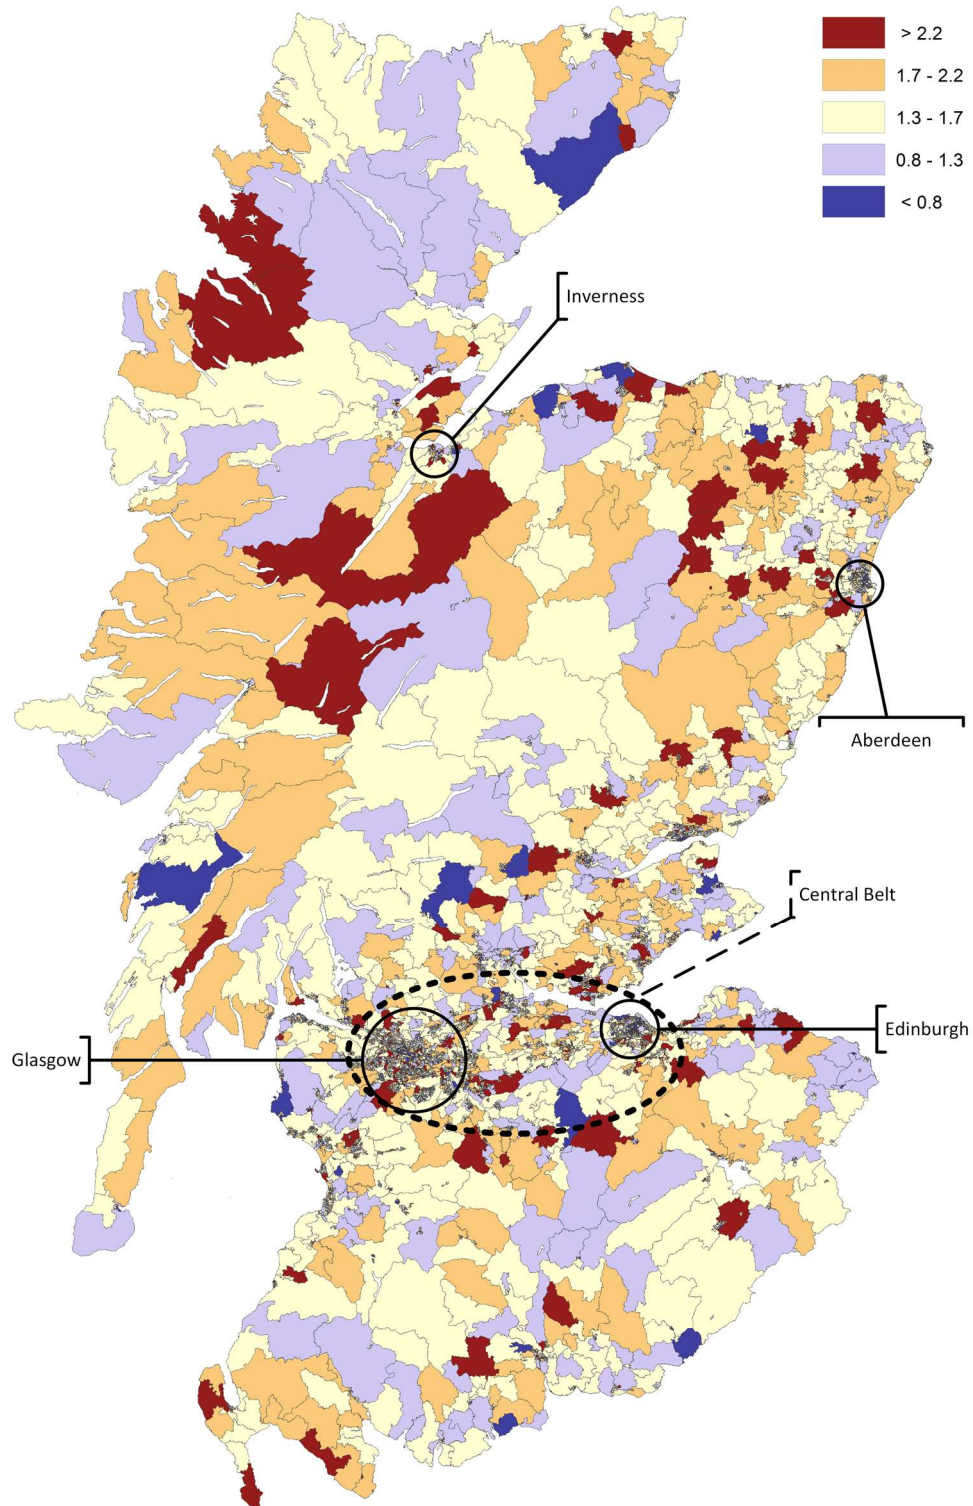 > 2.2
1.7 - 2.2
1.3 - 1.7
0.8 - 1.3
< 0.8
Inverness
Aberdeen
Central Belt
Edinburgh
Glasgow